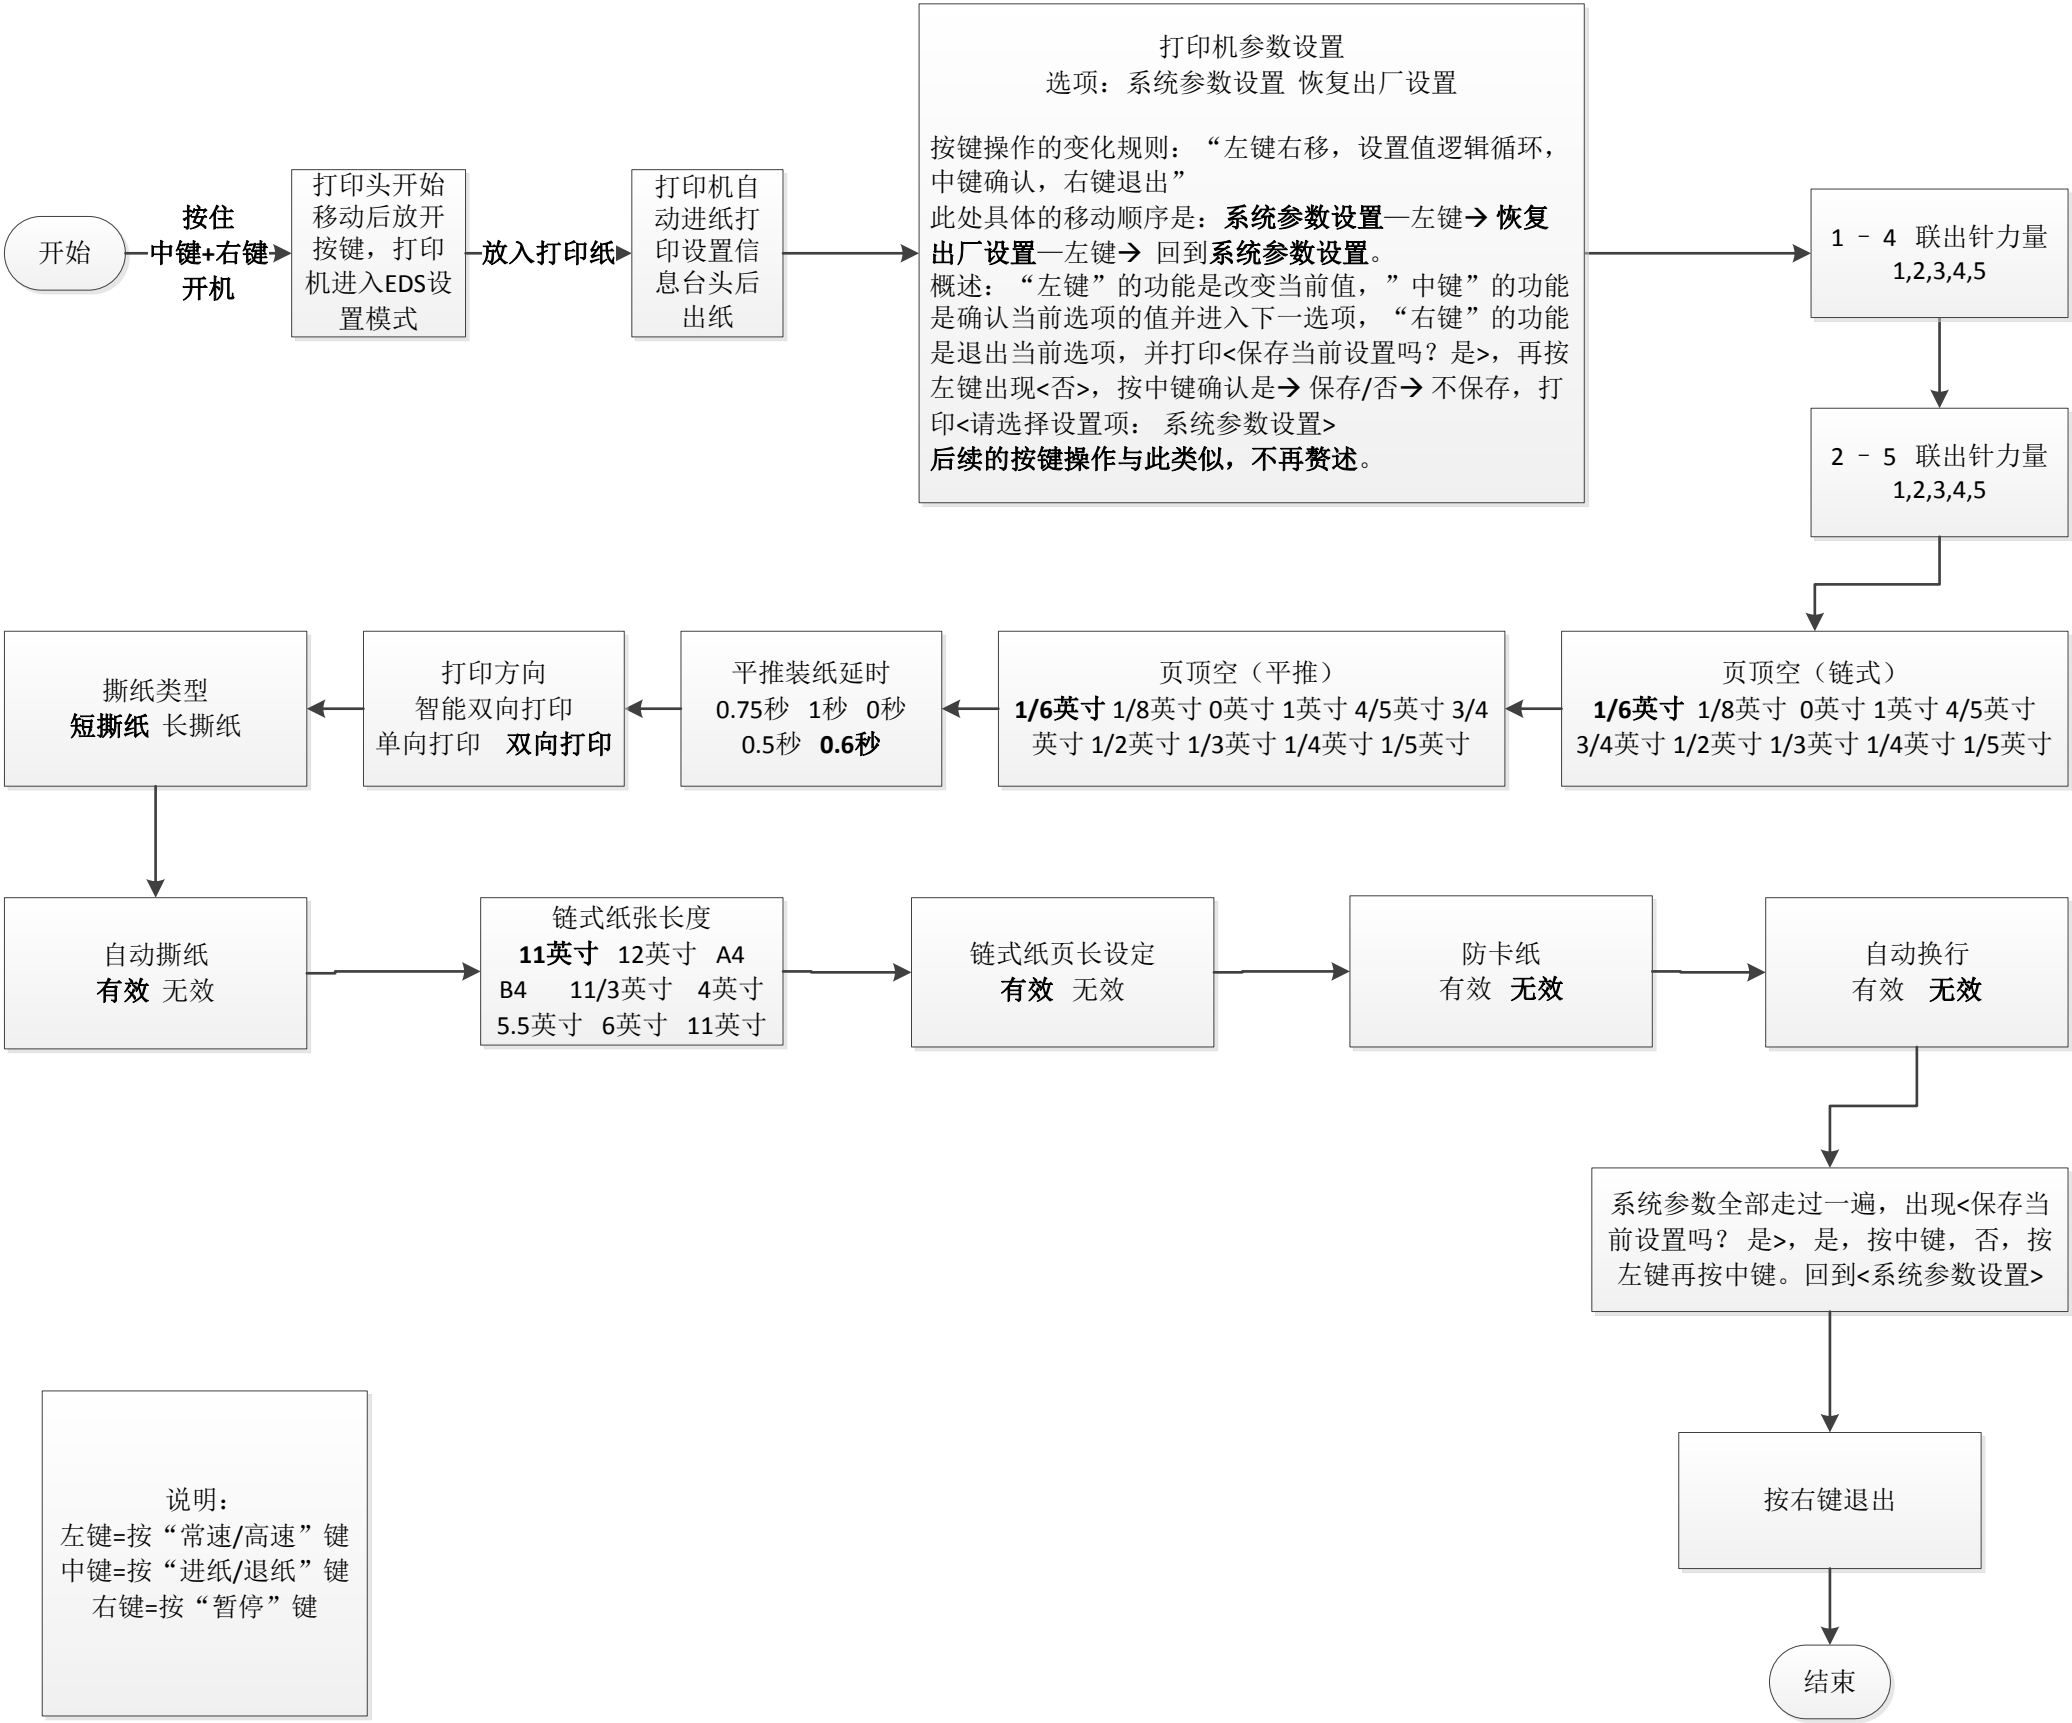 开始
按住
中键+右键
开机
打印头开始
移动后放开
按键，打印
机进入EDS设
置模式
放入打印纸
打印机自
动进纸打
印设置信
息台头后
出纸
打印机参数设置
选项：系统参数设置 恢复出厂设置
按键操作的变化规则：“左键右移，设置值逻辑循环，
中键确认，右键退出”
此处具体的移动顺序是：系统参数设置—左键→ 恢复
出厂设置—左键→ 回到系统参数设置。
概述：“左键”的功能是改变当前值，”中键”的功能
是确认当前选项的值并进入下一选项，“右键”的功能
是退出当前选项，并打印<保存当前设置吗？是>，再按
左键出现<否>，按中键确认是→ 保存/否→ 不保存，打
印<请选择设置项： 系统参数设置>
后续的按键操作与此类似，不再赘述。
1 - 4 联出针力量
1,2,3,4,5
2 - 5 联出针力量
1,2,3,4,5
页顶空（链式）
1/6英寸 1/8英寸 0英寸 1英寸 4/5英寸
3/4英寸 1/2英寸 1/3英寸 1/4英寸 1/5英寸
页顶空（平推）
1/6英寸 1/8英寸 0英寸 1英寸 4/5英寸 3/4
英寸 1/2英寸 1/3英寸 1/4英寸 1/5英寸
平推装纸延时
0.75秒 1秒 0秒
0.5秒 0.6秒
打印方向
智能双向打印
单向打印 双向打印
撕纸类型
短撕纸 长撕纸
自动撕纸
有效 无效
链式纸张长度
11英寸 12英寸 A4
B4 11/3英寸 4英寸
5.5英寸 6英寸 11英寸
链式纸页长设定
有效 无效
防卡纸
有效 无效
自动换行
有效 无效
系统参数全部走过一遍，出现<保存当
前设置吗？ 是>，是，按中键，否，按
左键再按中键。回到<系统参数设置>
按右键退出
结束
说明：
左键=按“常速/高速”键
中键=按“进纸/退纸”键
右键=按“暂停”键